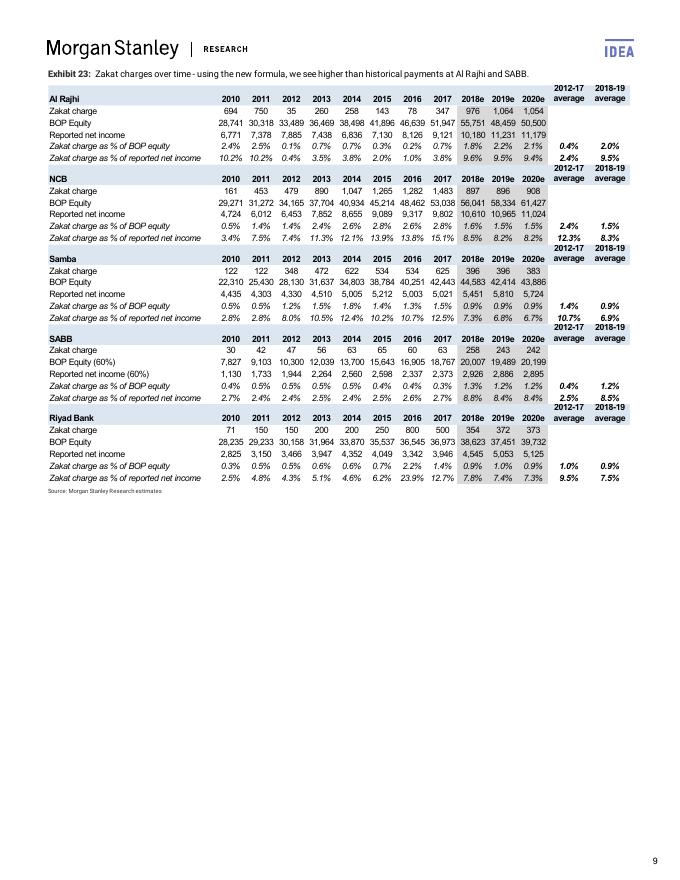 Morgan Stanley | RESEARCH
IDEA
Exhibit 23: Zakat charges over time - using the new formula, we see higher than historical payments at Al Rajhi and SABB.
Al Rajhi 2010 2011 2012 2013 2014 2015 2016 2017 2018e 2019e 2020e 2012-17 average 2018-19 average
Zakat charge 694 750 35 260 258 143 78 347 976 1,064 1,054
BOP Equity 28,741 30,318 33,489 36,469 38,498 41,896 46,639 51,947 55,751 48,459 50,500
Reported net income 6,771 7,378 7,885 7,438 6,836 7,130 8,126 9,121 10,180 11,231 11,179
Zakat charge as % of BOP equity 2.4% 2.5% 0.1% 0.7% 0.7% 0.3% 0.2% 0.7% 1.8% 2.2% 2.1% 0.4% 2.0%
Zakat charge as % of reported net income 10.2% 10.2% 0.4% 3.5% 3.8% 2.0% 1.0% 3.8% 9.6% 9.5% 9.4% 2.4% 9.5%
NCB 2010 2011 2012 2013 2014 2015 2016 2017 2018e 2019e 2020e 2012-17 average 2018-19 average
Zakat charge 161 453 479 890 1,047 1,265 1,282 1,483 897 896 908
BOP Equity 29,271 31,272 34,165 37,704 40,934 45,214 48,462 53,038 56,041 58,334 61,427
Reported net income 4,724 6,012 6,453 7,852 8,655 9,089 9,317 9,802 10,610 10,965 11,024
Zakat charge as % of BOP equity 0.5% 1.4% 1.4% 2.4% 2.6% 2.8% 2.6% 2.8% 1.6% 1.5% 1.5% 2.4% 1.5%
Zakat charge as % of reported net income 3.4% 7.5% 7.4% 11.3% 12.1% 13.9% 13.8% 15.1% 8.5% 8.2% 8.2% 12.3% 8.3%
Samba 2010 2011 2012 2013 2014 2015 2016 2017 2018e 2019e 2020e 2012-17 average 2018-19 average
Zakat charge 122 122 348 472 622 534 534 625 396 396 383
BOP Equity 22,310 25,430 28,130 31,637 34,803 38,784 40,251 42,443 44,583 42,414 43,886
Reported net income 4,435 4,303 4,330 4,510 5,005 5,212 5,003 5,021 5,451 5,810 5,724
Zakat charge as % of BOP equity 0.5% 0.5% 1.2% 1.5% 1.8% 1.4% 1.3% 1.5% 0.9% 0.9% 0.9% 1.4% 0.9%
Zakat charge as % of reported net income 2.8% 2.8% 8.0% 10.5% 12.4% 10.2% 10.7% 12.5% 7.3% 6.8% 6.7% 10.7% 6.9%
SABB 2010 2011 2012 2013 2014 2015 2016 2017 2018e 2019e 2020e 2012-17 average 2018-19 average
Zakat charge 30 42 47 56 63 65 60 63 258 243 242
BOP Equity (60%) 7,827 9,103 10,300 12,039 13,700 15,643 16,905 18,767 20,007 19,489 20,199
Reported net income (60%) 1,130 1,733 1,944 2,264 2,560 2,598 2,337 2,373 2,926 2,886 2,895
Zakat charge as % of BOP equity 0.4% 0.5% 0.5% 0.5% 0.5% 0.4% 0.4% 0.3% 1.3% 1.2% 1.2% 0.4% 1.2%
Zakat charge as % of reported net income 2.7% 2.4% 2.4% 2.5% 2.4% 2.5% 2.6% 2.7% 8.8% 8.4% 8.4% 2.5% 8.5%
Riyad Bank 2010 2011 2012 2013 2014 2015 2016 2017 2018e 2019e 2020e 2012-17 average 2018-19 average
Zakat charge 71 150 150 200 200 250 800 500 354 372 373
BOP Equity 28,235 29,233 30,158 31,964 33,870 35,537 36,545 36,973 38,623 37,451 39,732
Reported net income 2,825 3,150 3,466 3,947 4,352 4,049 3,342 3,946 4,545 5,053 5,125
Zakat charge as % of BOP equity 0.3% 0.5% 0.5% 0.6% 0.6% 0.7% 2.2% 1.4% 0.9% 1.0% 0.9% 1.0% 0.9%
Zakat charge as % of reported net income 2.5% 4.8% 4.3% 5.1% 4.6% 6.2% 23.9% 12.7% 7.8% 7.4% 7.3% 9.5% 7.5%
Source: Morgan Stanley Research estimates
9